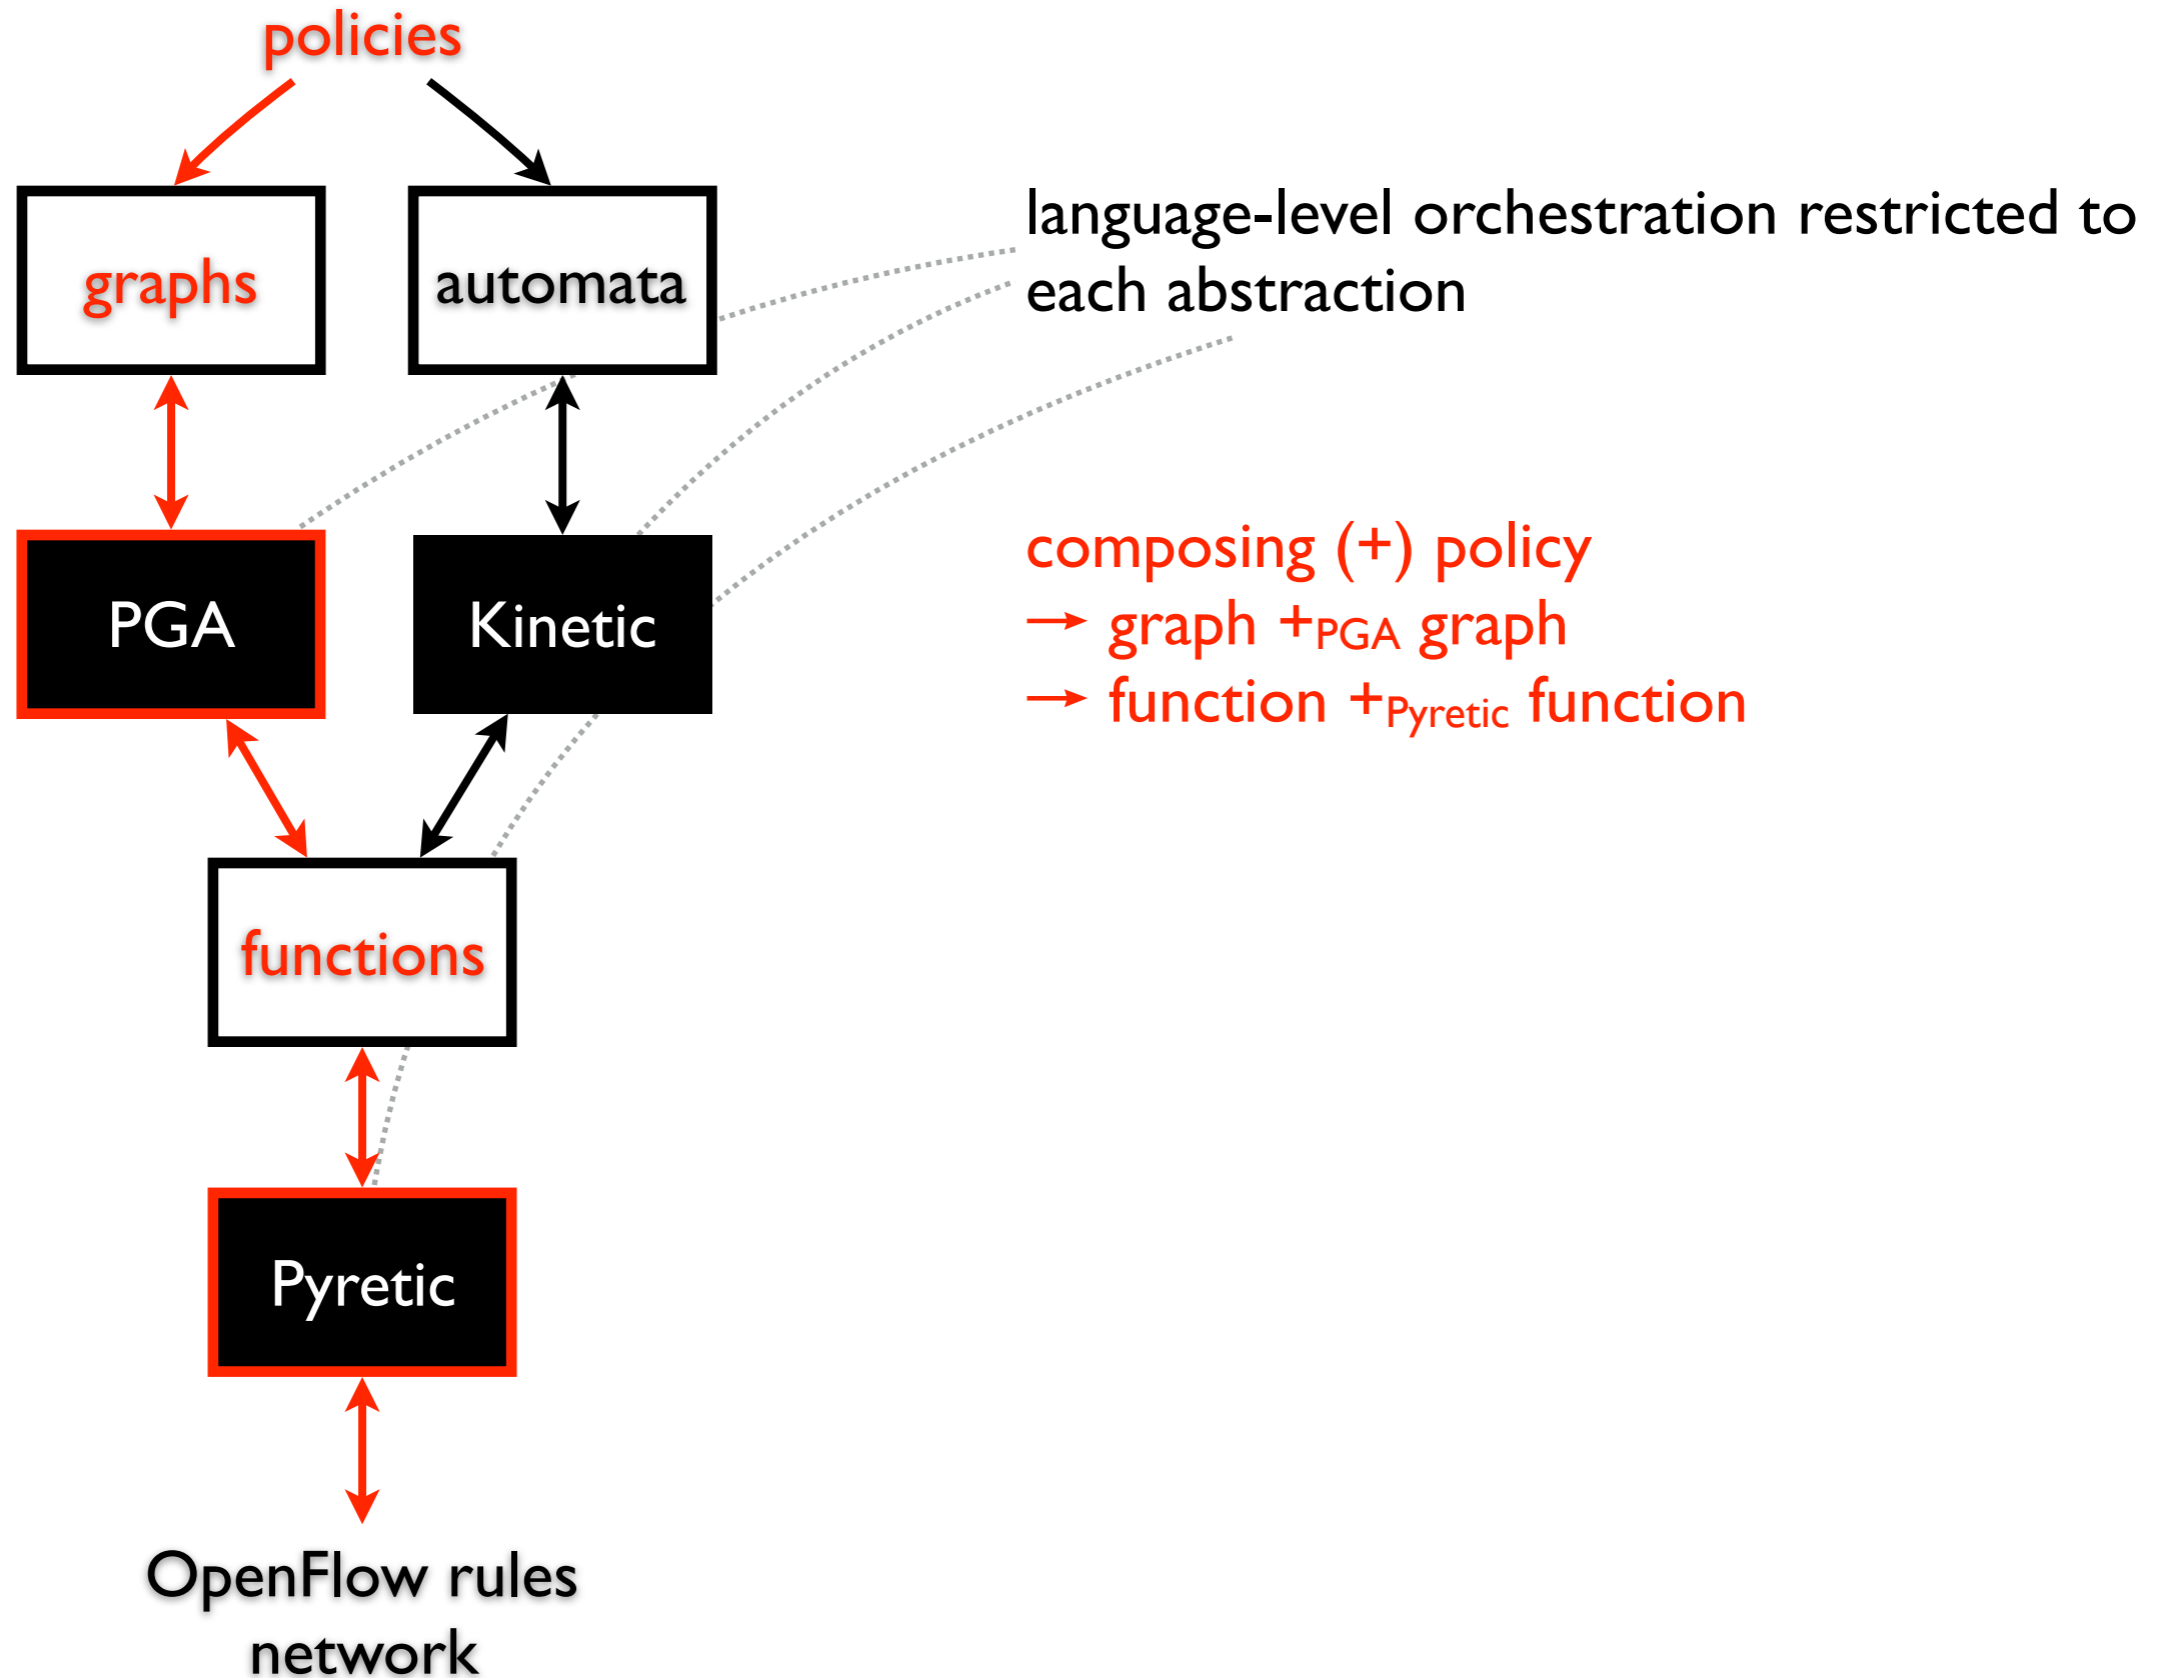 policies
graphs
automata
language-level orchestration restricted to
each abstraction
PGA
Kinetic
composing (+) policy
→ graph +PGA graph
→ function +Pyretic function
functions
Pyretic
OpenFlow rules
network